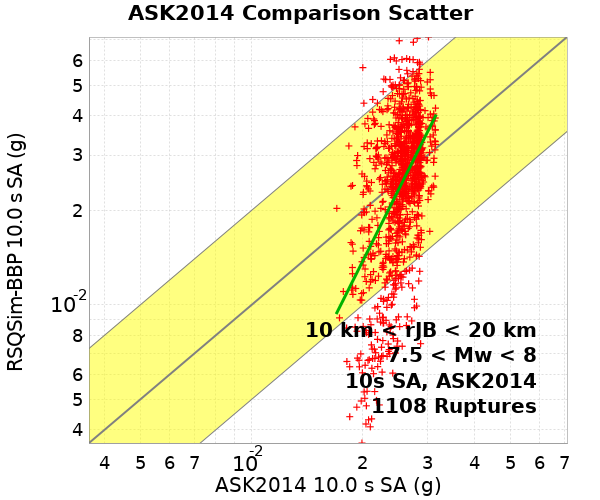 ASK2014 Comparison Scatter
RSQSim-BBP 10.0 s SA (g)
6
5
4
3
2
10-2
8
6
5
4
10 km < rJB < 20 km
7.5 < Mw < 8
10s SA, ASK2014
1108 Ruptures
4 5 6 7 10-2 2 3 4 5 6 7
ASK2014 10.0 s SA (g)